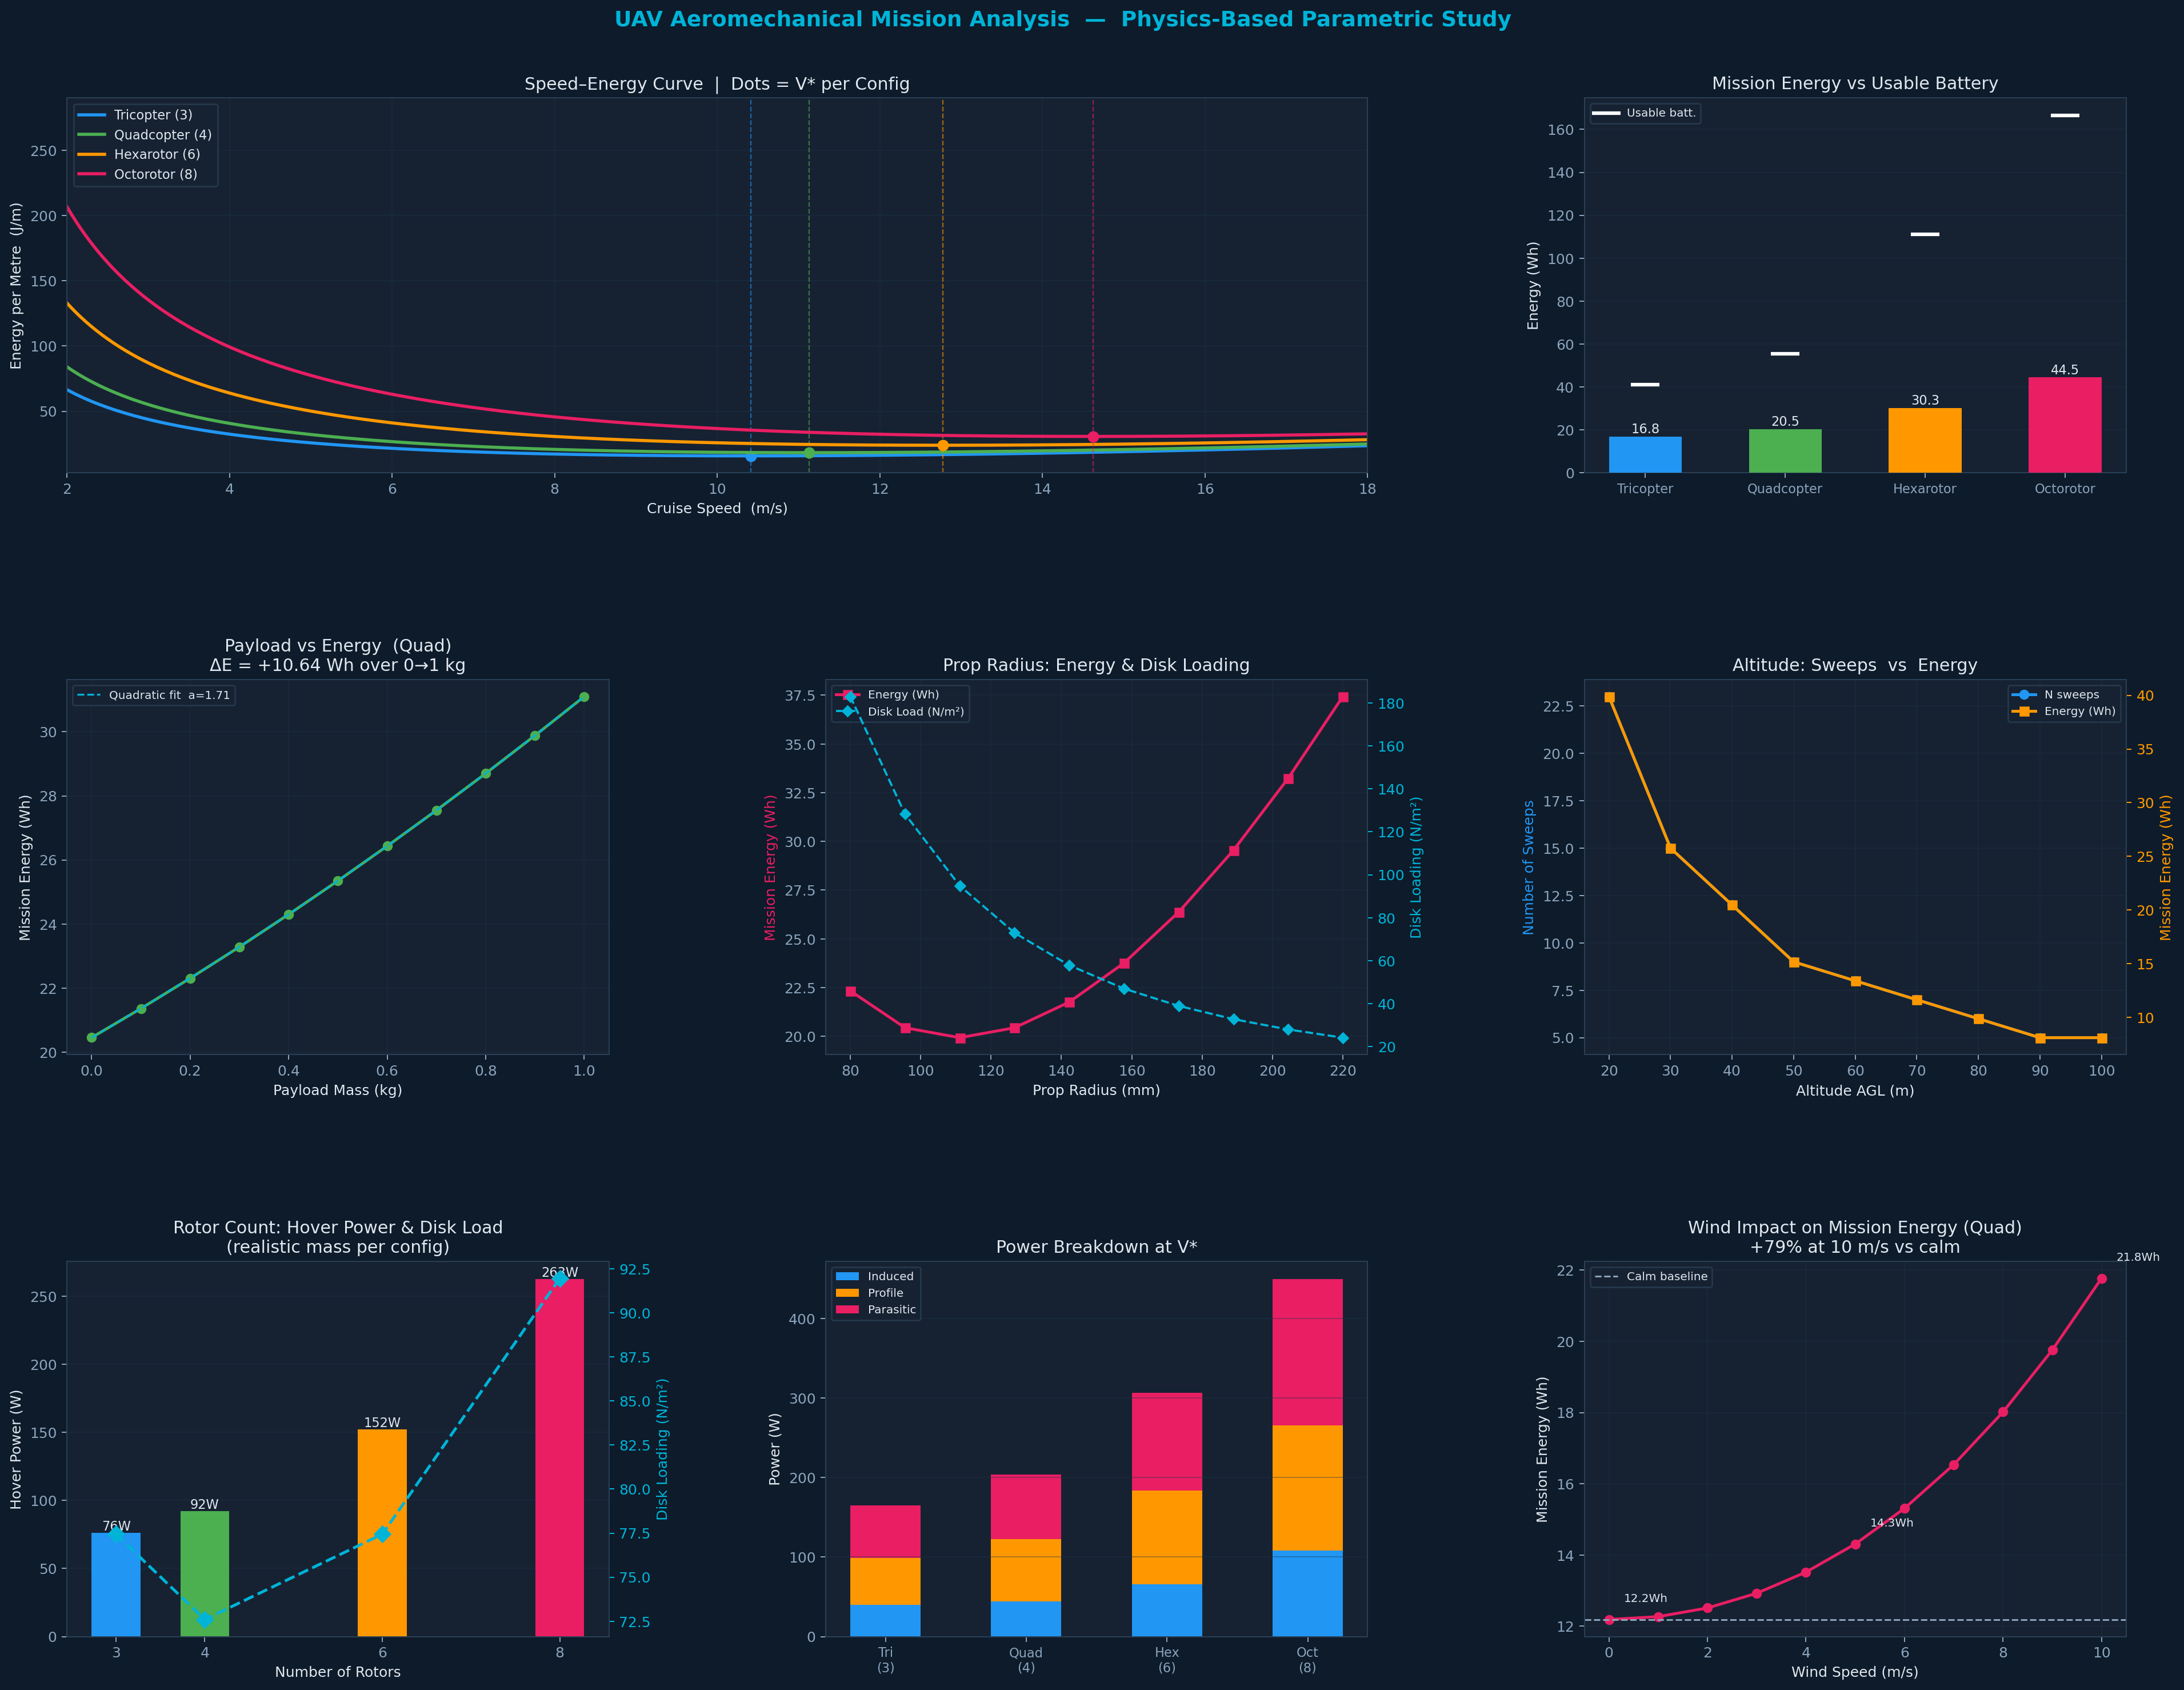 UAV Aeromechanical Mission Analysis — Physics-Based Parametric Study
Speed–Energy Curve | Dots = V* per Config
Tricopter (3)
Quadcopter (4)
Hexarotor (6)
Octorotor (8)
Energy per Metre (J/m)
250
200
150
100
50
2 4 6 8 10 12 14 16 18
Cruise Speed (m/s)
Mission Energy vs Usable Battery
Usable batt.
Energy (Wh)
160
140
120
100
80
60
40
20
0
16.8
20.5
30.3
44.5
Tricopter Quadcopter Hexarotor Octorotor
Payload vs Energy (Quad)
ΔE = +10.64 Wh over 0→1 kg
Quadratic fit a=1.71
Mission Energy (Wh)
30
28
26
24
22
20
0.0 0.2 0.4 0.6 0.8 1.0
Payload Mass (kg)
Prop Radius: Energy & Disk Loading
Energy (Wh)
Disk Load (N/m²)
Mission Energy (Wh)
37.5
35.0
32.5
30.0
27.5
25.0
22.5
20.0
180
160
140
120
100
80
60
40
20
Disk Loading (N/m²)
80 100 120 140 160 180 200 220
Prop Radius (mm)
Altitude: Sweeps vs Energy
N sweeps
Energy (Wh)
Number of Sweeps
22.5
20.0
17.5
15.0
12.5
10.0
7.5
5.0
40
35
30
25
20
15
10
Mission Energy (Wh)
20 30 40 50 60 70 80 90 100
Altitude AGL (m)
Rotor Count: Hover Power & Disk Load
(realistic mass per config)
Hover Power (W)
250
200
150
100
50
0
76W
92W
152W
263W
92.5
90.0
87.5
85.0
82.5
80.0
77.5
75.0
72.5
Disk Loading (N/m²)
3 4 6 8
Number of Rotors
Power Breakdown at V*
Induced
Profile
Parasitic
Power (W)
400
300
200
100
0
Tri Quad Hex Oct
(3) (4) (6) (8)
Wind Impact on Mission Energy (Quad)
+79% at 10 m/s vs calm
Calm baseline
Mission Energy (Wh)
22
20
18
16
14
12
12.2Wh
14.3Wh
21.8Wh
0 2 4 6 8 10
Wind Speed (m/s)